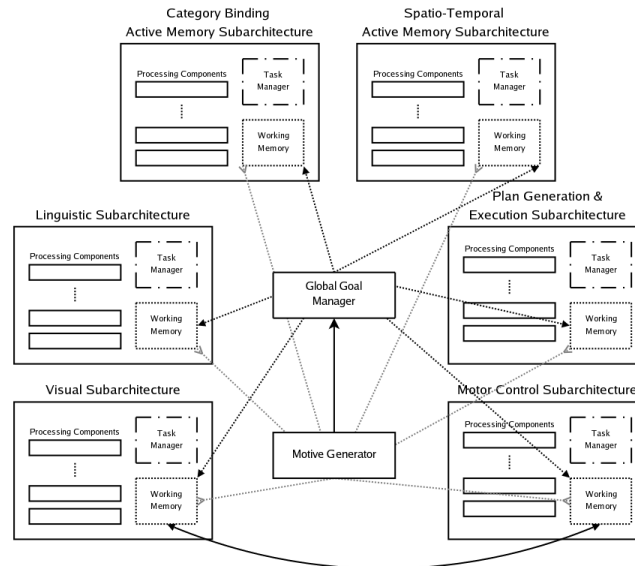 Category Binding
Active Memory Subarchitecture
Processing Components
Task
Manager
Working
Memory
Spatio-Temporal
Active Memory Subarchitecture
Processing Components
Task
Manager
Working
Memory
Linguistic Subarchitecture
Processing Components
Task
Manager
Working
Memory
Plan Generation &
Execution Subarchitecture
Processing Components
Task
Manager
Working
Memory
Global Goal
Manager
Visual Subarchitecture
Processing Components
Task
Manager
Working
Memory
Motive Generator
Motor Control Subarchitecture
Processing Components
Task
Manager
Working
Memory